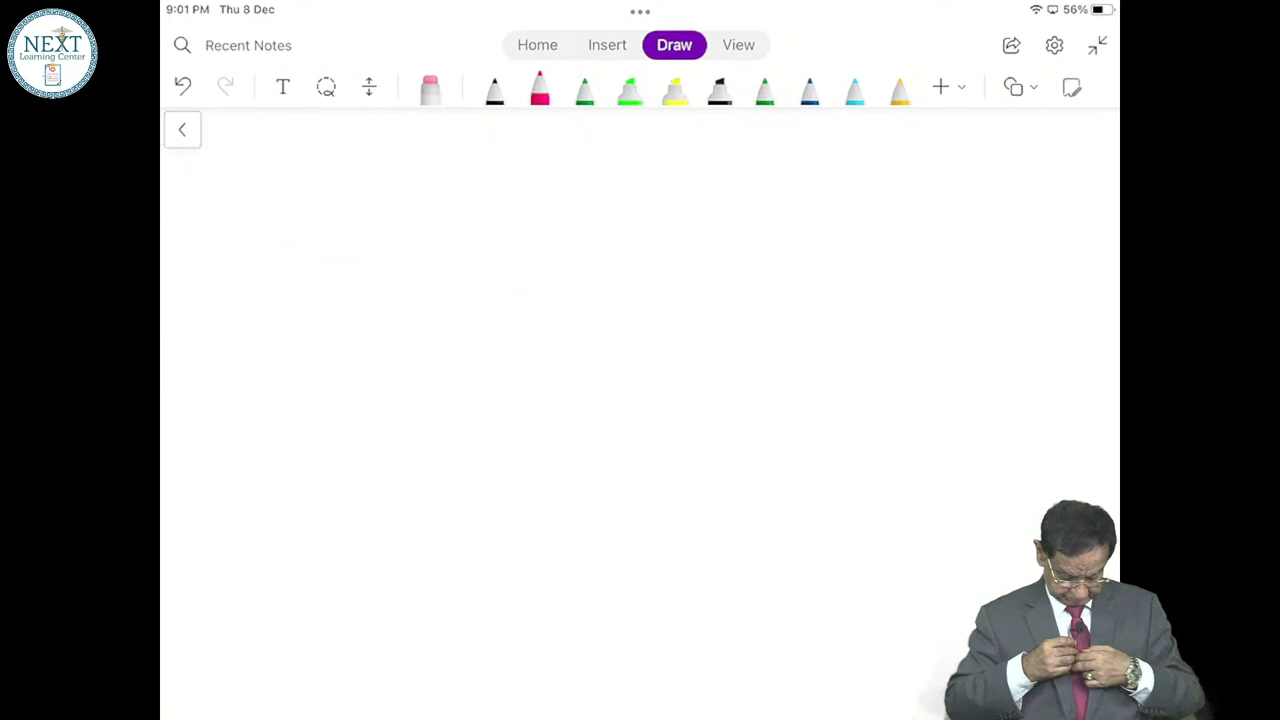 9:01 PM Thu 8 Dec
56%
NEXT
Learning Center
Recent Notes
Home Insert Draw View
T